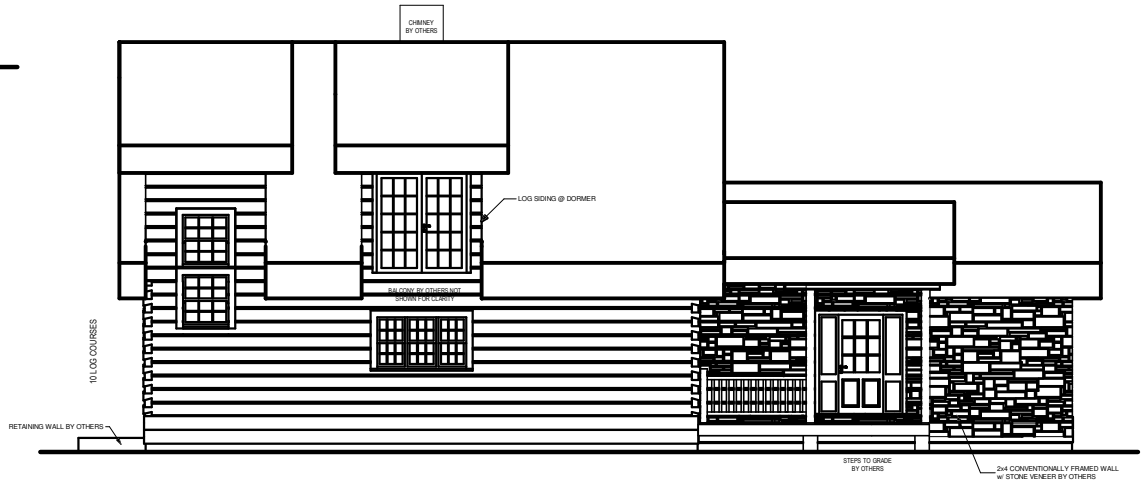 CHIMNEY
BY OTHERS
LOG SIDING @ DORMER
BALCONY BY OTHERS NOT
SHOWN FOR CLARITY
10 LOG COURSES
RETAINING WALL BY OTHERS
STEPS TO GRADE
BY OTHERS
2x4 CONVENTIONALLY FRAMED WALL
w/ STONE VENEER BY OTHERS